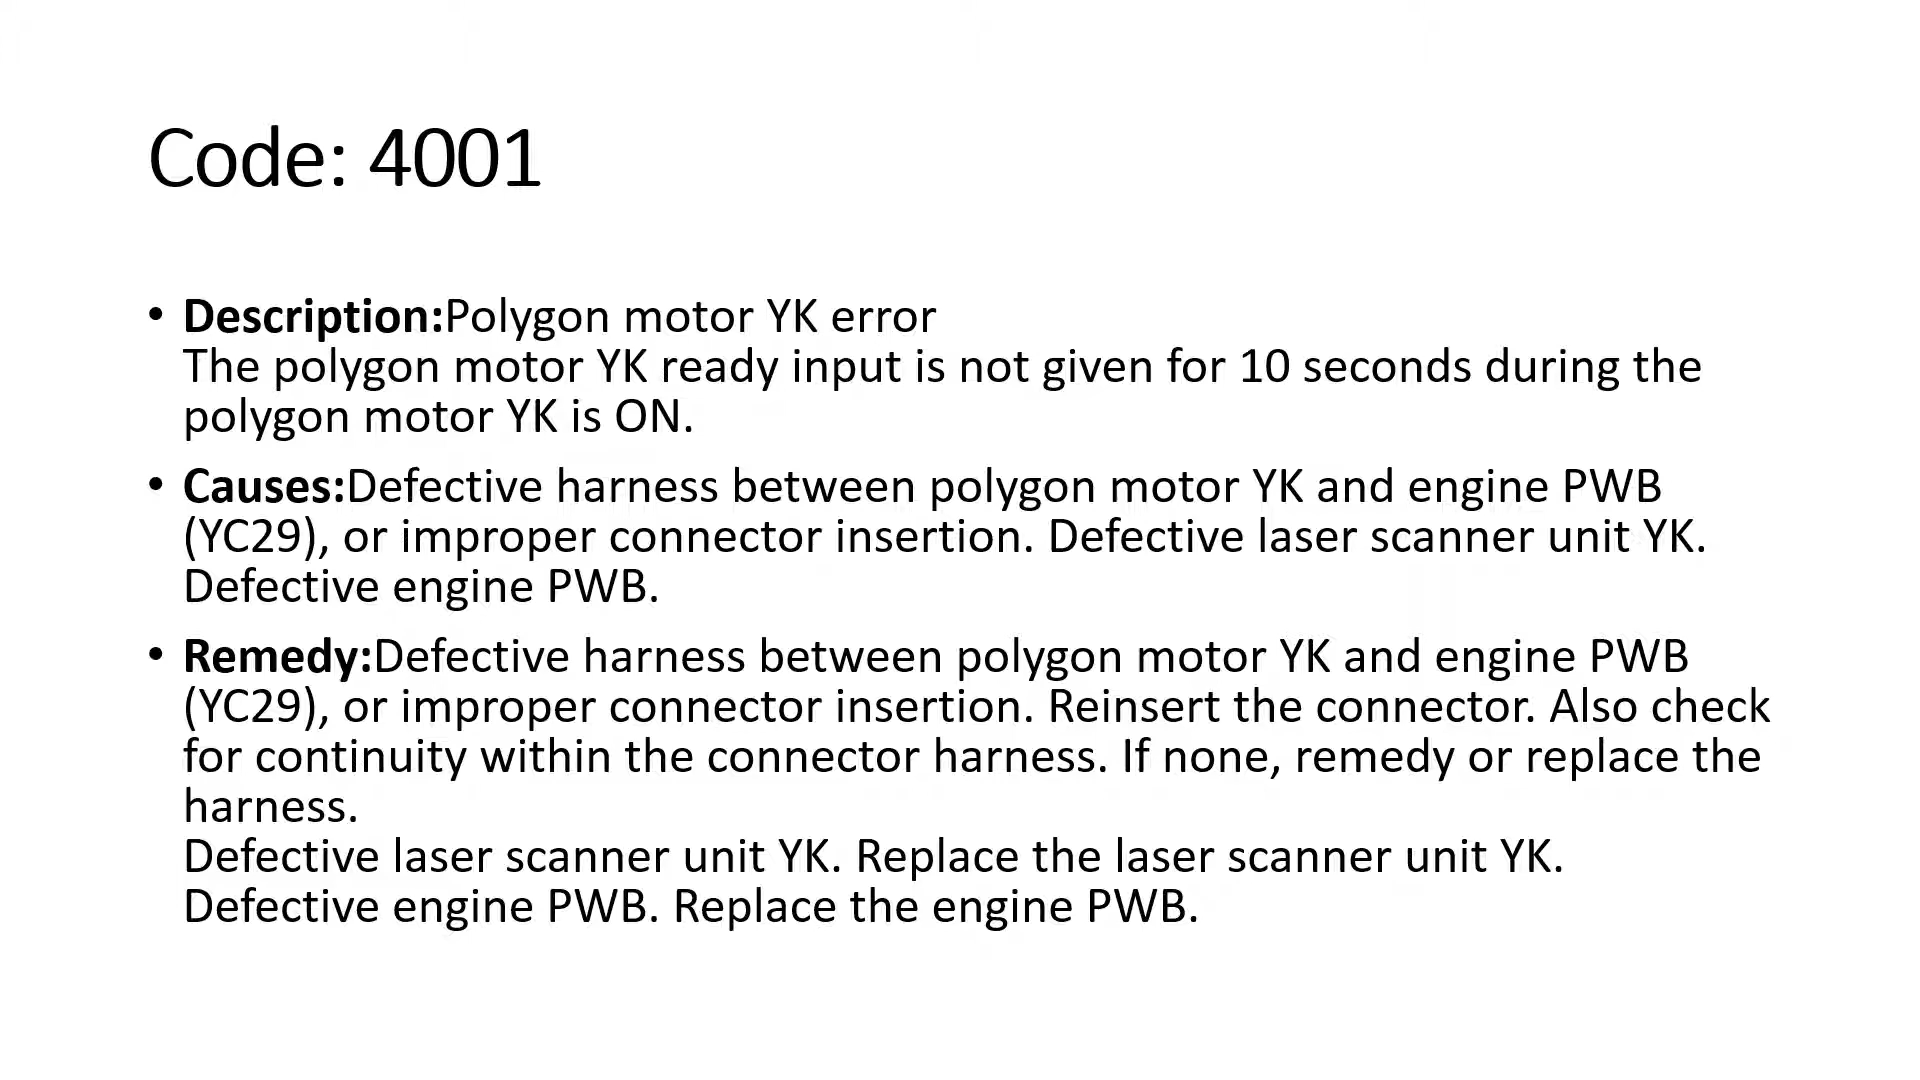 Code: 4001
• Description:Polygon motor YK error
The polygon motor YK ready input is not given for 10 seconds during the
polygon motor YK is ON.
• Causes:Defective harness between polygon motor YK and engine PWB
(YC29), or improper connector insertion. Defective laser scanner unit YK.
Defective engine PWB.
• Remedy:Defective harness between polygon motor YK and engine PWB
(YC29), or improper connector insertion. Reinsert the connector. Also check
for continuity within the connector harness. If none, remedy or replace the
harness.
Defective laser scanner unit YK. Replace the laser scanner unit YK.
Defective engine PWB. Replace the engine PWB.